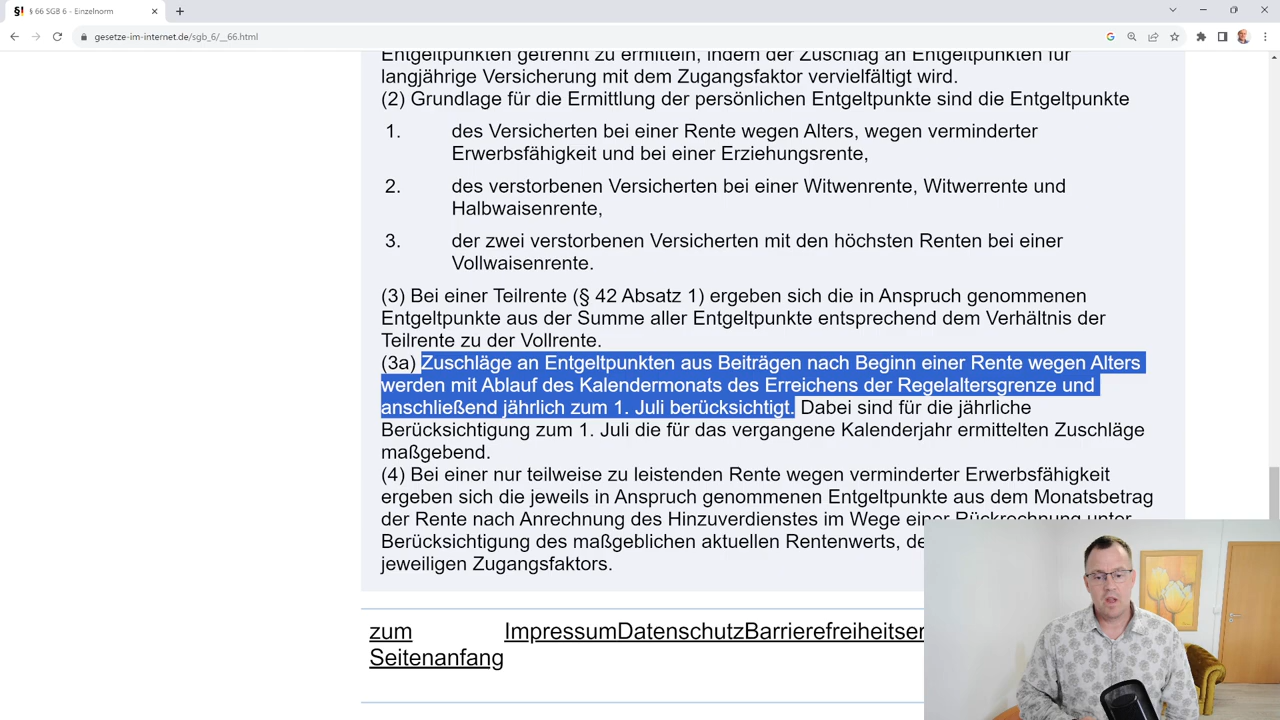 § 66 SGB 6 - Einzelnorm
gesetze-im-internet.de/sgb_6/__66.html
Entgeltpunkten getrennt zu ermitteln, indem der Zuschlag an Entgeltpunkten für
langjährige Versicherung mit dem Zugangsfaktor vervielfältigt wird.
(2) Grundlage für die Ermittlung der persönlichen Entgeltpunkte sind die Entgeltpunkte
1. des Versicherten bei einer Rente wegen Alters, wegen verminderter
Erwerbsfähigkeit und bei einer Erziehungsrente,
2. des verstorbenen Versicherten bei einer Witwenrente, Witwerrente und
Halbwaisenrente,
3. der zwei verstorbenen Versicherten mit den höchsten Renten bei einer
Vollwaisenrente.
(3) Bei einer Teilrente (§ 42 Absatz 1) ergeben sich die in Anspruch genommenen
Entgeltpunkte aus der Summe aller Entgeltpunkte entsprechend dem Verhältnis der
Teilrente zu der Vollrente.
(3a) Zuschläge an Entgeltpunkten aus Beiträgen nach Beginn einer Rente wegen Alters
werden mit Ablauf des Kalendermonats des Erreichens der Regelaltersgrenze und
anschließend jährlich zum 1. Juli berücksichtigt. Dabei sind für die jährliche
Berücksichtigung zum 1. Juli die für das vergangene Kalenderjahr ermittelten Zuschläge
maßgebend.
(4) Bei einer nur teilweise zu leistenden Rente wegen verminderter Erwerbsfähigkeit
ergeben sich die jeweils in Anspruch genommenen Entgeltpunkte aus dem Monatsbetrag
der Rente nach Anrechnung des Hinzuverdienstes im Wege einer Rückrechnung unter
Berücksichtigung des maßgeblichen aktuellen Rentenwerts, de
jeweiligen Zugangsfaktors.
zum ImpressumDatenschutzBarrierefreiheitser
Seitenanfang